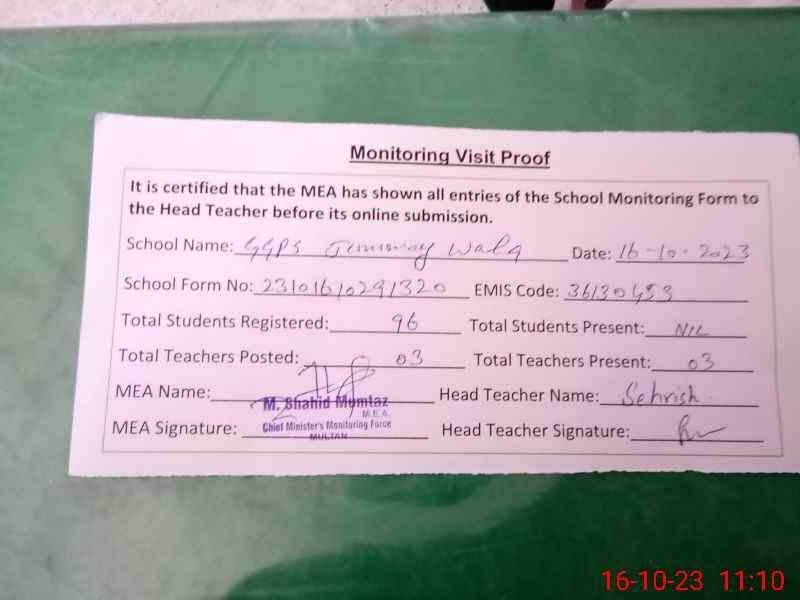 Monitoring Visit Proof
It is certified that the MEA has shown all entries of the School Monitoring Form to
the Head Teacher before its online submission.
School Name: GGPS Jemmay Wala Date: 16-10-2023
School Form No: 23101610291320 EMIS Code: 36130453
Total Students Registered: 96 Total Students Present: NIL
Total Teachers Posted: 03 Total Teachers Present: 03
MEA Name: M. Shahid Mumtaz Head Teacher Name: Sehrish
M.E.A.
MEA Signature: Chief Minister's Monitoring Force Head Teacher Signature:
MULTAN
16-10-23 11:10